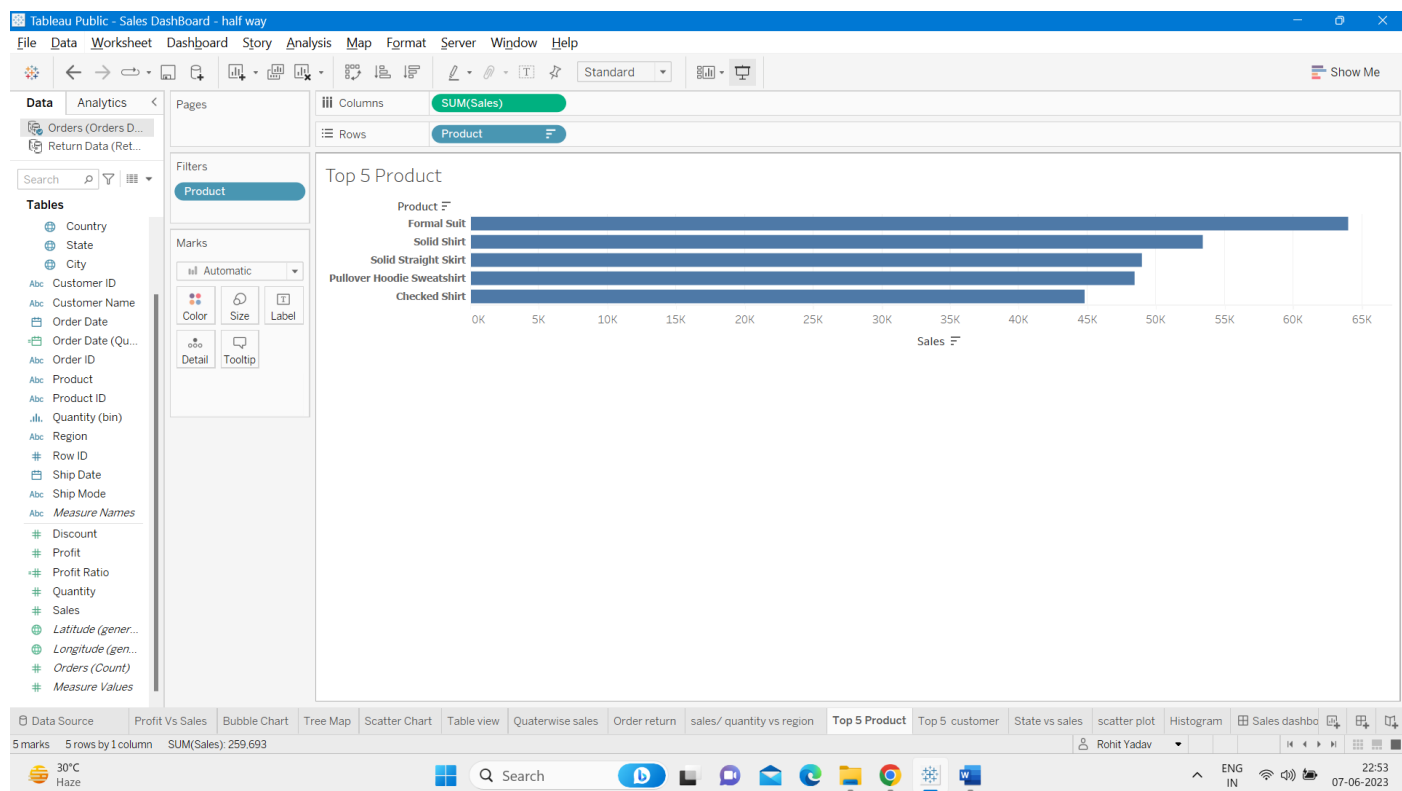 Tableau Public - Sales DashBoard - half way
File Data Worksheet Dashboard Story Analysis Map Format Server Window Help
Standard
Show Me
Data Analytics
Orders (Orders D...
Return Data (Ret...
Search
Tables
Country
State
City
Abc Customer ID
Abc Customer Name
Order Date
Order Date (Qu...
Abc Order ID
Abc Product
Abc Product ID
Quantity (bin)
Abc Region
# Row ID
Ship Date
Abc Ship Mode
Abc Measure Names
# Discount
# Profit
=# Profit Ratio
# Quantity
# Sales
Latitude (gener...
Longitude (gen...
# Orders (Count)
# Measure Values
Pages
Filters
Product
Marks
Automatic
Color Size Label
Detail Tooltip
Columns SUM(Sales)
Rows Product
Top 5 Product
Product
Formal Suit
Solid Shirt
Solid Straight Skirt
Pullover Hoodie Sweatshirt
Checked Shirt
0K 5K 10K 15K 20K 25K 30K 35K 40K 45K 50K 55K 60K 65K
Sales
Data Source Profit Vs Sales Bubble Chart Tree Map Scatter Chart Table view Quaterwise sales Order return sales/ quantity vs region Top 5 Product Top 5 customer State vs sales scatter plot Histogram Sales dashbo
5 marks 5 rows by 1 column SUM(Sales): 259,693 Rohit Yadav
30°C
Haze
Search
ENG
IN
22:53
07-06-2023